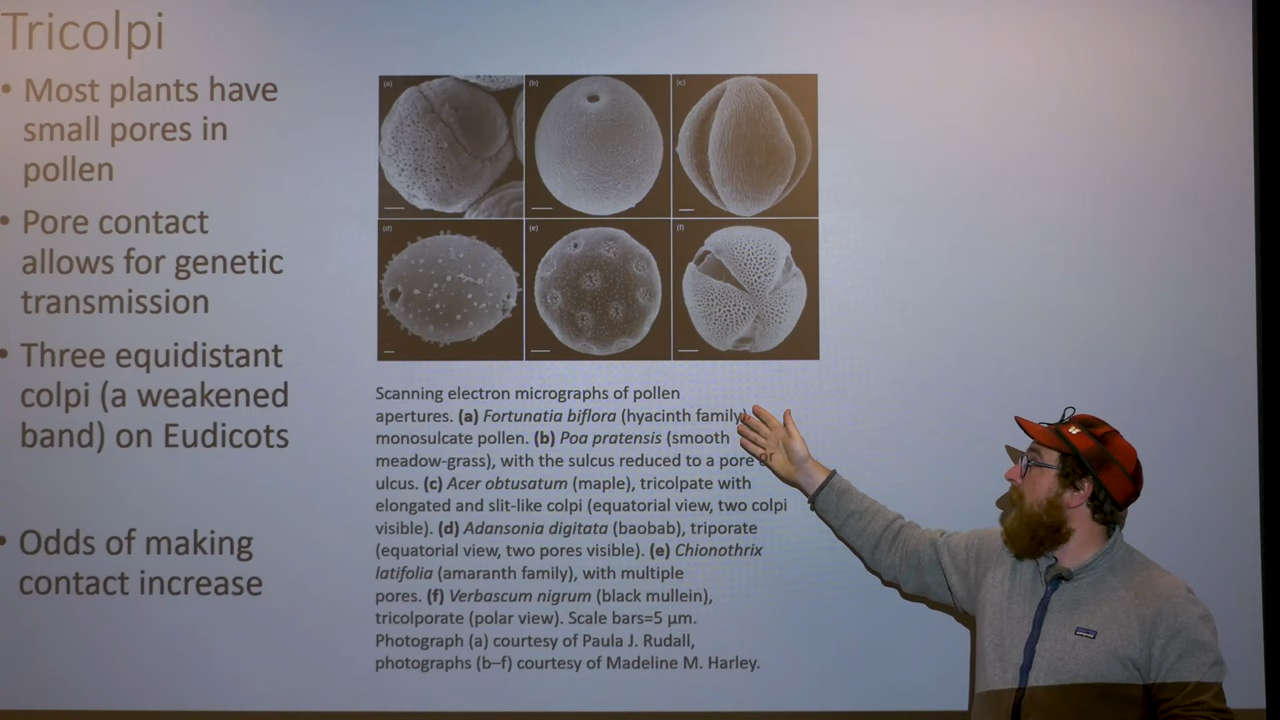 Tricolpi
• Most plants have
small pores in
pollen
• Pore contact
allows for genetic
transmission
• Three equidistant
colpi (a weakened
band) on Eudicots
• Odds of making
contact increase
(a)
(b)
(c)
(d)
(e)
(f)
Scanning electron micrographs of pollen
apertures. (a) Fortunatia biflora (hyacinth family)
monosulcate pollen. (b) Poa pratensis (smooth
meadow-grass), with the sulcus reduced to a pore or
ulcus. (c) Acer obtusatum (maple), tricolpate with
elongated and slit-like colpi (equatorial view, two colpi
visible). (d) Adansonia digitata (baobab), triporate
(equatorial view, two pores visible). (e) Chionothrix
latifolia (amaranth family), with multiple
pores. (f) Verbascum nigrum (black mullein),
tricolporate (polar view). Scale bars=5 µm.
Photograph (a) courtesy of Paula J. Rudall,
photographs (b–f) courtesy of Madeline M. Harley.
patagonia